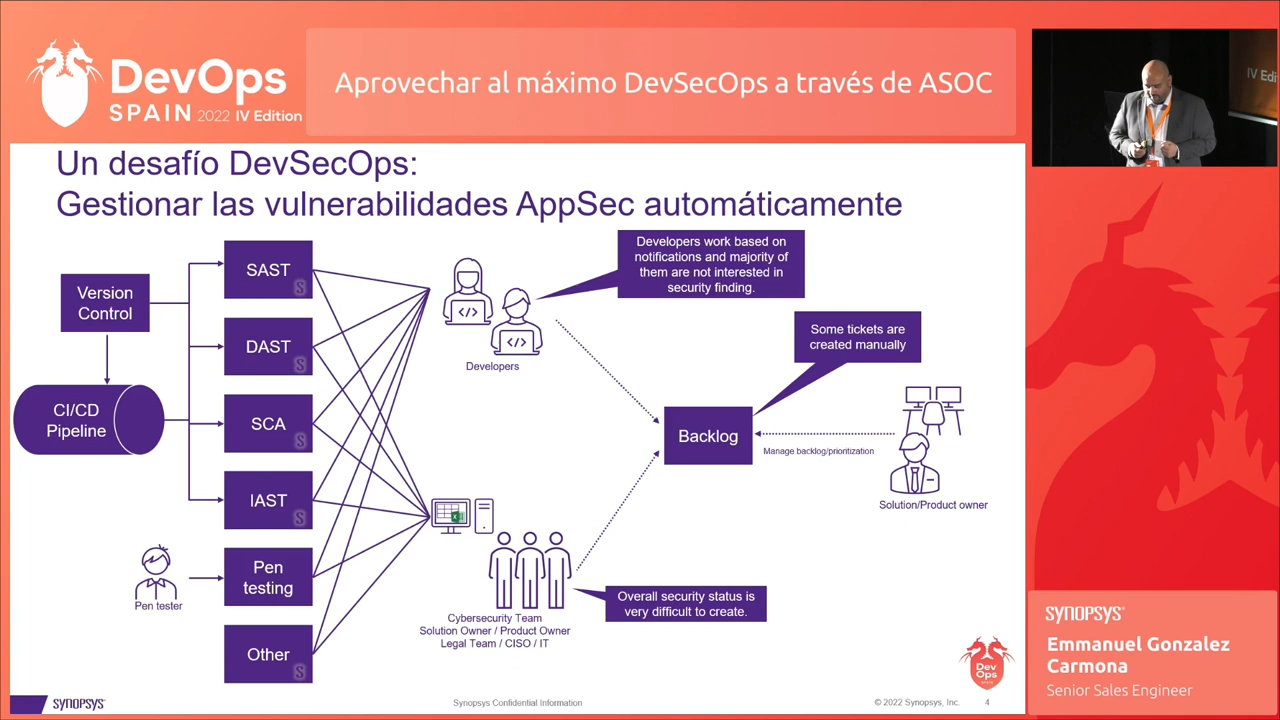 DevOps
SPAIN 2022 IV Edition
Aprovechar al máximo DevSecOps a través de ASOC
IV Edi
Un desafío DevSecOps:
Gestionar las vulnerabilidades AppSec automáticamente
Version
Control
CI/CD
Pipeline
SAST
S
DAST
S
SCA
S
IAST
S
Pen
testing
Pen tester
Other
S
Developers work based on
notifications and majority of
them are not interested in
security finding.
Developers
Some tickets are
created manually
Backlog
Manage backlog/prioritization
Solution/Product owner
Overall security status is
very difficult to create.
Cybersecurity Team
Solution Owner / Product Owner
Legal Team / CISO / IT
Dev
Ops
SYNOPSYS®
Synopsys Confidential Information
© 2022 Synopsys, Inc.
4
SYNOPSYS®
Emmanuel Gonzalez
Carmona
Senior Sales Engineer